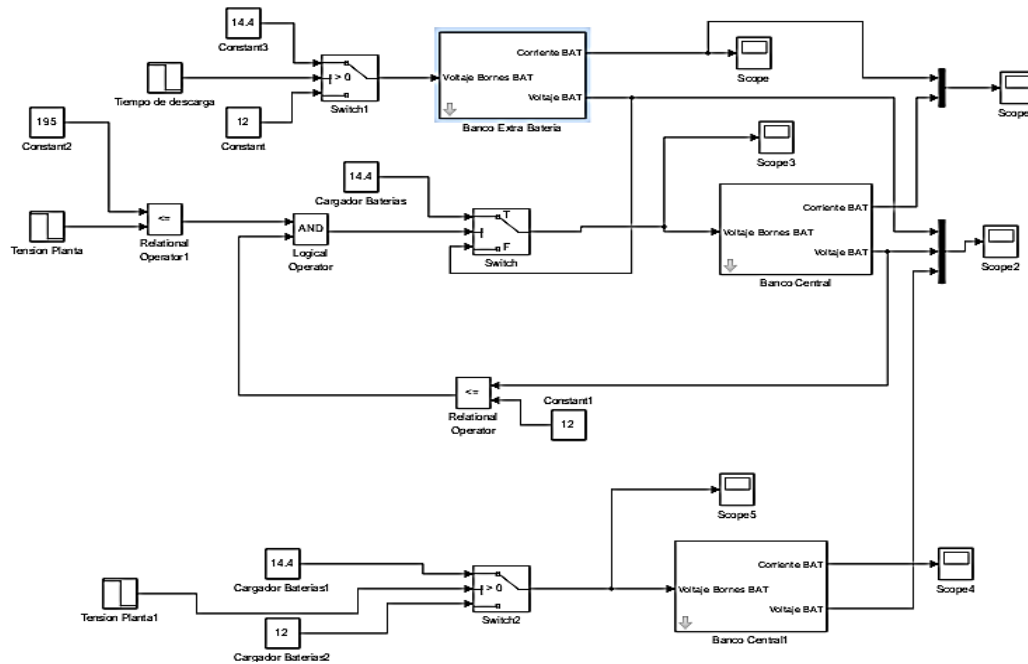 14.4
Constant3
Tiempo de descarga
12
Constant
> 0
Switch1
Voltaje Bornes BAT
Corriente BAT
Voltaje BAT
Banco Extra Bateria
Scope
Scope
195
Constant2
Tension Planta
<=
Relational
Operator1
AND
Logical
Operator
14.4
Cargador Baterias
T
F
Switch
Scope3
Voltaje Bornes BAT
Corriente BAT
Voltaje BAT
Banco Central
Scope2
<=
Relational
Operator
Constant1
12
Tension Planta1
14.4
Cargador Baterias1
12
Cargador Baterias2
> 0
Switch2
Scope5
Voltaje Bornes BAT
Corriente BAT
Voltaje BAT
Banco Central1
Scope4